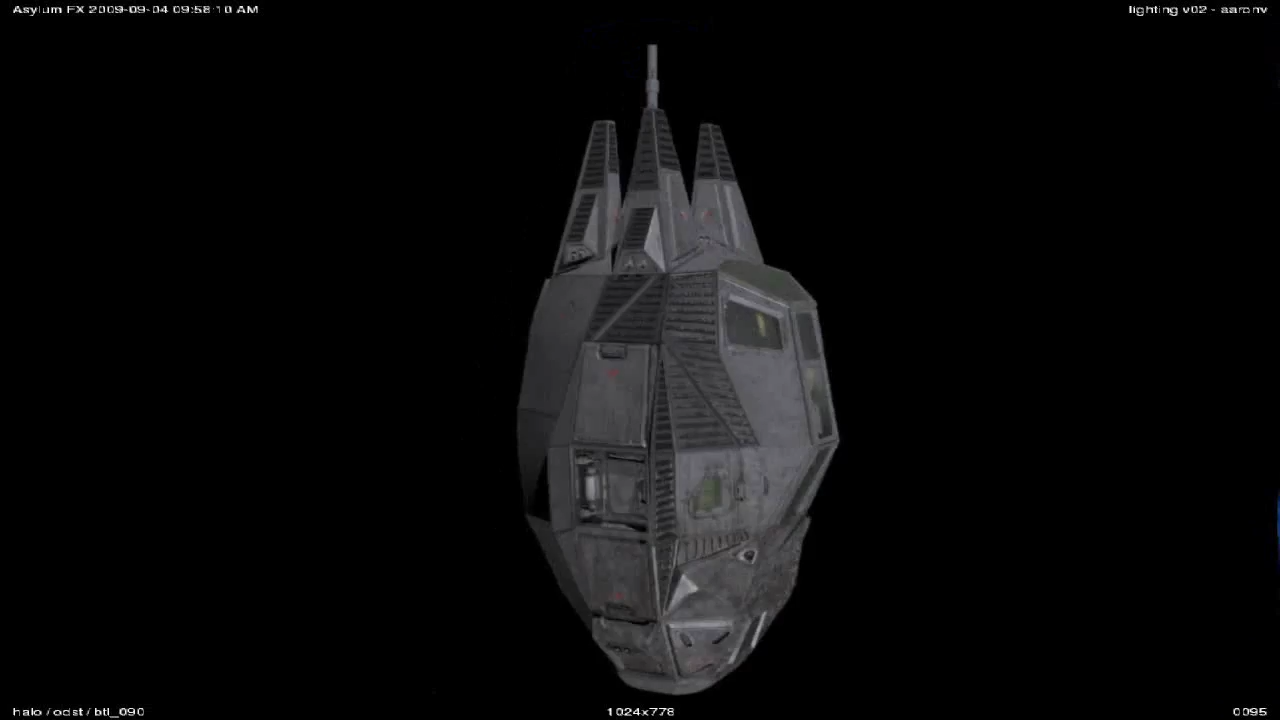 Asylum FX 2009-09-04 09:58:10 AM
lighting v02 - aaronv
halo / odst / btl_090
1024x778
0095